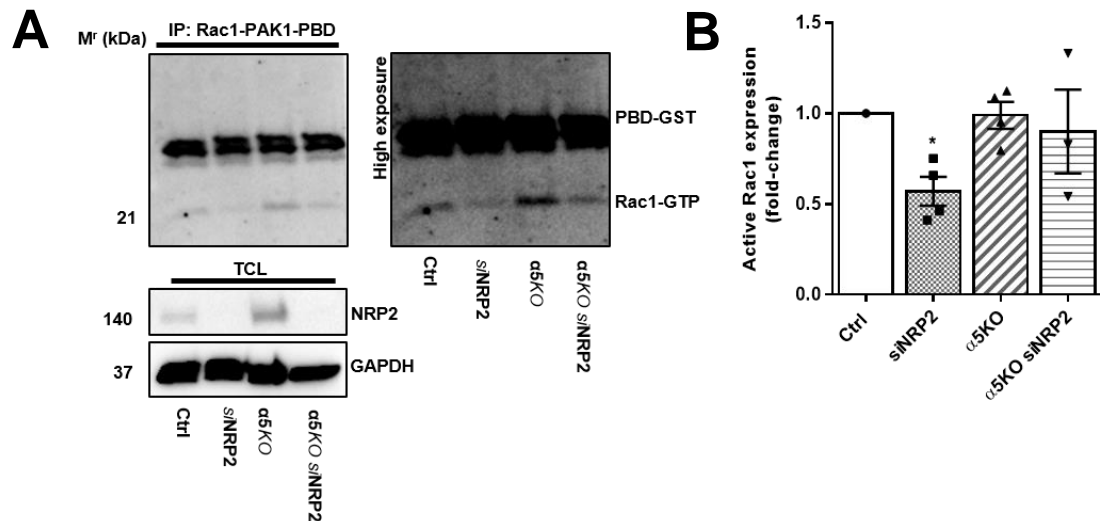 A
IP: Rac1-PAK1-PBD
Mʳ (kDa)
21
High exposure
PBD-GST
Rac1-GTP
Ctrl
siNRP2
α5KO
α5KO siNRP2
TCL
140
NRP2
37
GAPDH
Ctrl
siNRP2
α5KO
α5KO siNRP2
B
Active Rac1 expression
(fold-change)
1.5
1.0
0.5
0.0
*
Ctrl
siNRP2
α5KO
α5KO siNRP2